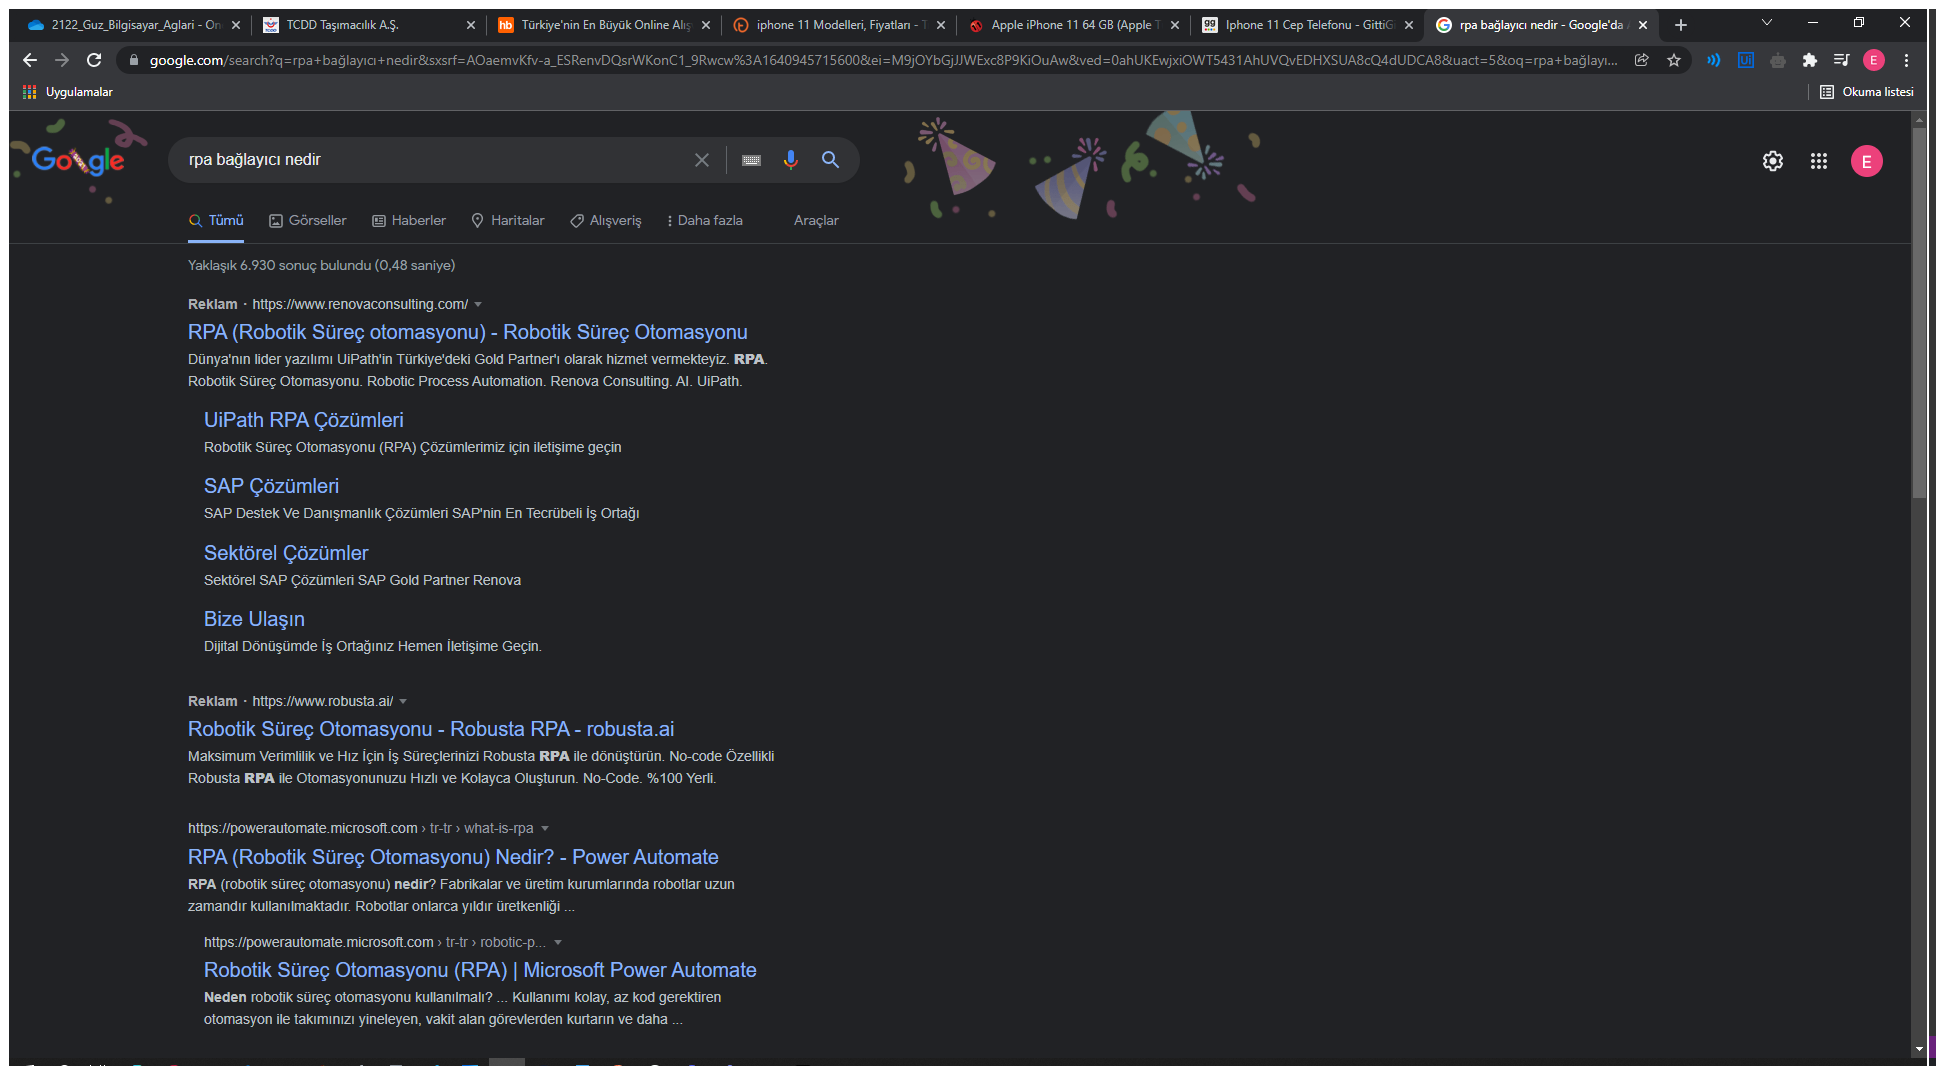 2122_Guz_Bilgisayar_Aglari - On
TCDD Taşımacılık A.Ş.
hb Türkiye'nin En Büyük Online Alış
iphone 11 Modelleri, Fiyatları - T
Apple iPhone 11 64 GB (Apple T
gg Iphone 11 Cep Telefonu - GittiGi
rpa bağlayıcı nedir - Google'da A
google.com/search?q=rpa+bağlayıcı+nedir&sxsrf=AOaemvKfv-a_ESRenvDQsrWKonC1_9Rwcw%3A1640945715600&ei=M9jOYbGjJJWExc8P9KiOuAw&ved=0ahUKEwjxiOWT5431AhUVQvEDHXSUA8cQ4dUDCA8&uact=5&oq=rpa+bağlayı...
Ui
E
Uygulamalar
Okuma listesi
Google
rpa bağlayıcı nedir
E
Tümü Görseller Haberler Haritalar Alışveriş Daha fazla Araçlar
Yaklaşık 6.930 sonuç bulundu (0,48 saniye)
Reklam · https://www.renovaconsulting.com/
RPA (Robotik Süreç otomasyonu) - Robotik Süreç Otomasyonu
Dünya'nın lider yazılımı UiPath'in Türkiye'deki Gold Partner'ı olarak hizmet vermekteyiz. RPA.
Robotik Süreç Otomasyonu. Robotic Process Automation. Renova Consulting. AI. UiPath.
UiPath RPA Çözümleri
Robotik Süreç Otomasyonu (RPA) Çözümlerimiz için iletişime geçin
SAP Çözümleri
SAP Destek Ve Danışmanlık Çözümleri SAP'nin En Tecrübeli İş Ortağı
Sektörel Çözümler
Sektörel SAP Çözümleri SAP Gold Partner Renova
Bize Ulaşın
Dijital Dönüşümde İş Ortağınız Hemen İletişime Geçin.
Reklam · https://www.robusta.ai/
Robotik Süreç Otomasyonu - Robusta RPA - robusta.ai
Maksimum Verimlilik ve Hız İçin İş Süreçlerinizi Robusta RPA ile dönüştürün. No-code Özellikli
Robusta RPA ile Otomasyonunuzu Hızlı ve Kolayca Oluşturun. No-Code. %100 Yerli.
https://powerautomate.microsoft.com › tr-tr › what-is-rpa
RPA (Robotik Süreç Otomasyonu) Nedir? - Power Automate
RPA (robotik süreç otomasyonu) nedir? Fabrikalar ve üretim kurumlarında robotlar uzun
zamandır kullanılmaktadır. Robotlar onlarca yıldır üretkenliği ...
https://powerautomate.microsoft.com › tr-tr › robotic-p...
Robotik Süreç Otomasyonu (RPA) | Microsoft Power Automate
Neden robotik süreç otomasyonu kullanılmalı? ... Kullanımı kolay, az kod gerektiren
otomasyon ile takımınızı yineleyen, vakit alan görevlerden kurtarın ve daha ...